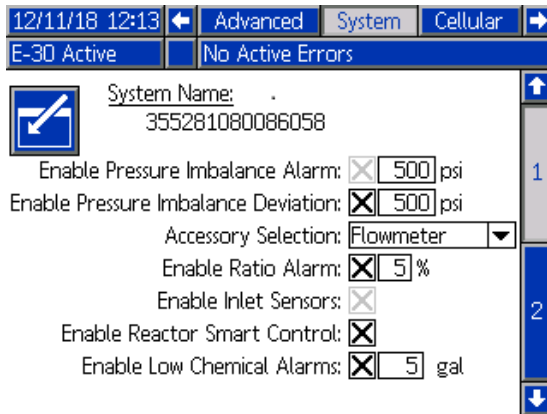 12/11/18 12:13 Advanced System Cellular
E-30 Active No Active Errors
System Name:
355281080086058
Enable Pressure Imbalance Alarm: 500 psi
Enable Pressure Imbalance Deviation: 500 psi
Accessory Selection: Flowmeter
Enable Ratio Alarm: 5 %
Enable Inlet Sensors:
Enable Reactor Smart Control:
Enable Low Chemical Alarms: 5 gal
1
2